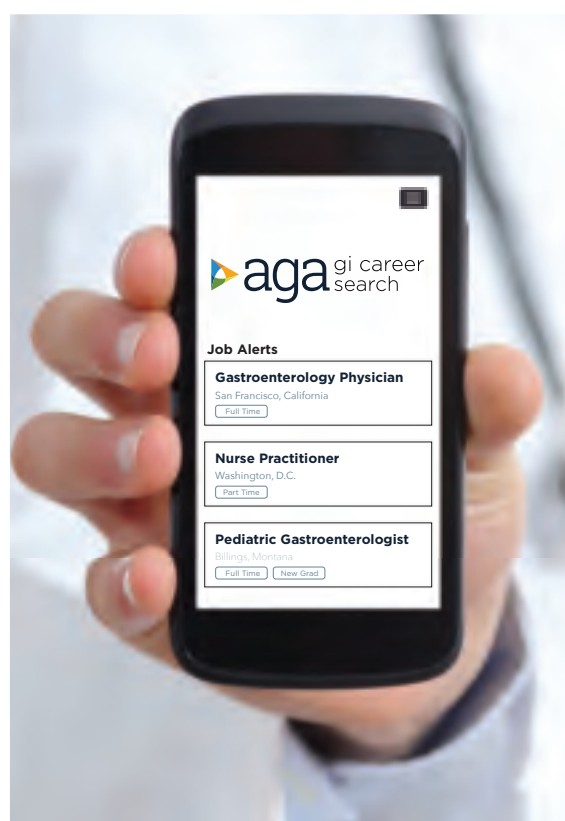 aga gi career
search
Job Alerts
Gastroenterology Physician
San Francisco, California
Full Time
Nurse Practitioner
Washington, D.C.
Part Time
Pediatric Gastroenterologist
Billings, Montana
Full Time New Grad